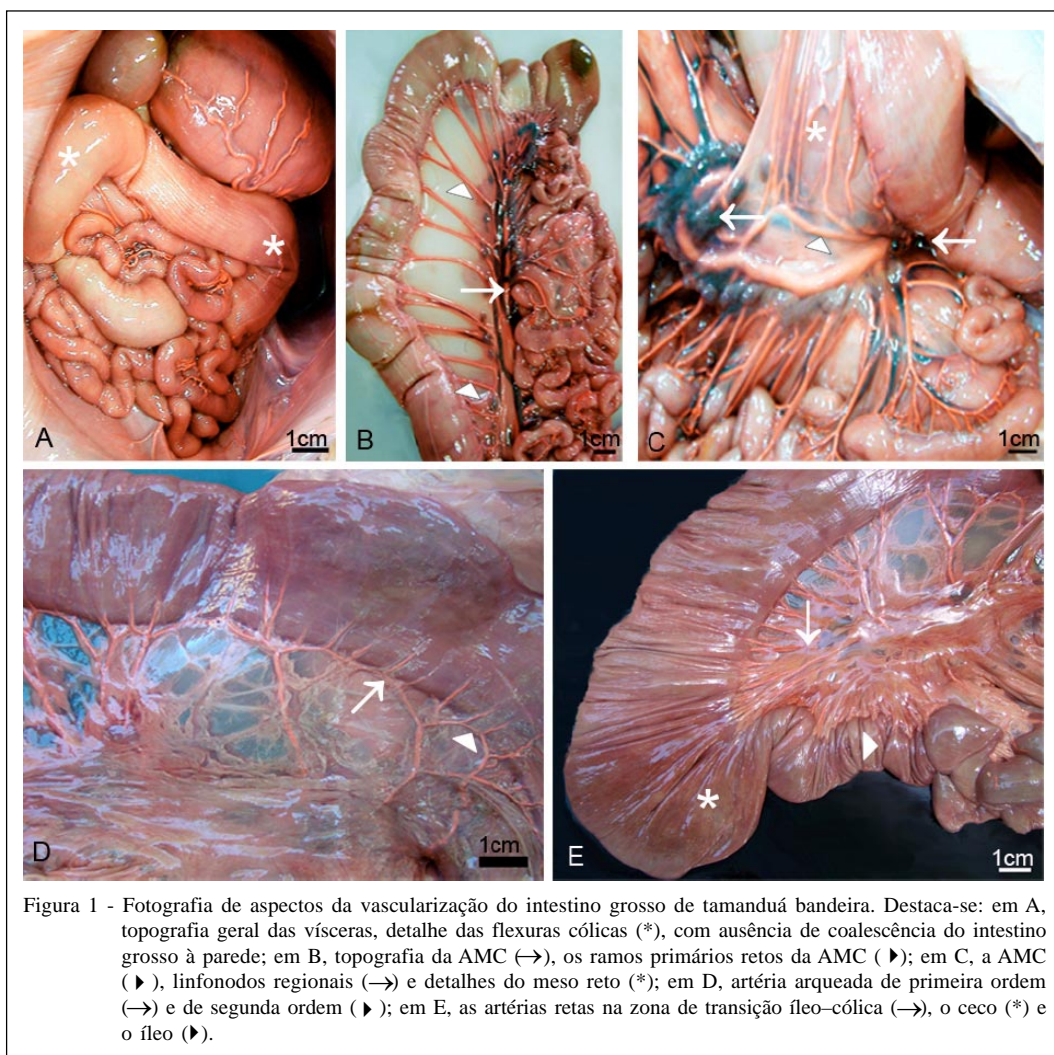 A
1cm
B
1cm
C
1cm
D
1cm
E
1cm
Figura 1 - Fotografia de aspectos da vascularização do intestino grosso de tamanduá bandeira. Destaca-se: em A,
topografia geral das vísceras, detalhe das flexuras cólicas (*), com ausência de coalescência do intestino
grosso à parede; em B, topografia da AMC (→), os ramos primários retos da AMC ( ▶); em C, a AMC
( ▶ ), linfonodos regionais (→) e detalhes do meso reto (*); em D, artéria arqueada de primeira ordem
(→) e de segunda ordem ( ▶ ); em E, as artérias retas na zona de transição íleo–cólica (→), o ceco (*) e
o íleo (▶).